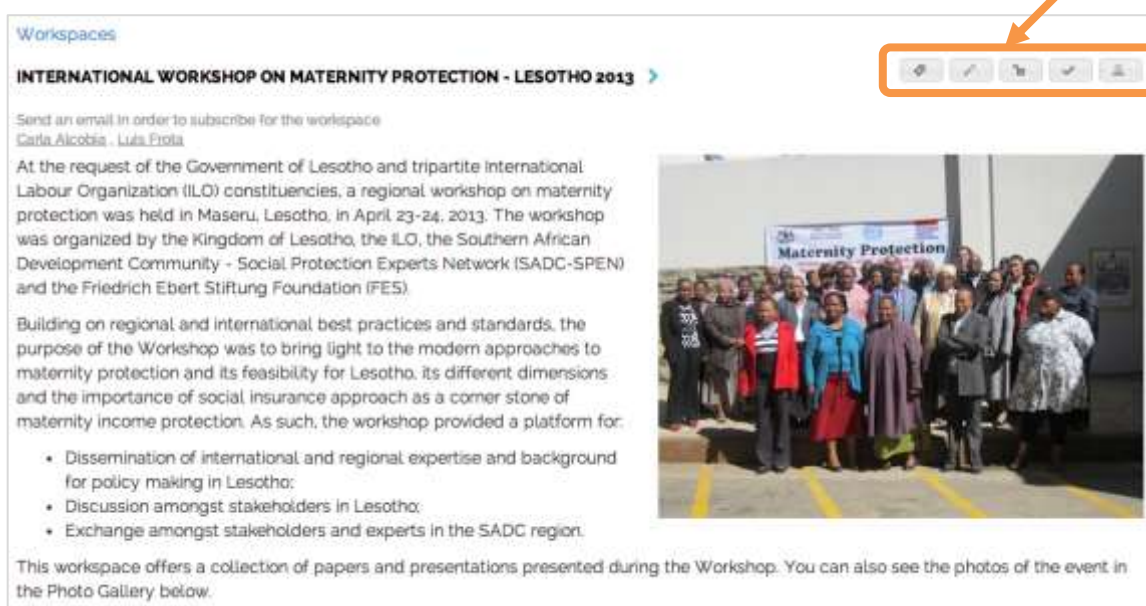 Workspaces
INTERNATIONAL WORKSHOP ON MATERNITY PROTECTION - LESOTHO 2013
Send an email in order to subscribe for the workspace
Carla Alcobia , Luis Frota
At the request of the Government of Lesotho and tripartite International
Labour Organization (ILO) constituencies, a regional workshop on maternity
protection was held in Maseru, Lesotho, in April 23-24, 2013. The workshop
was organized by the Kingdom of Lesotho, the ILO, the Southern African
Development Community - Social Protection Experts Network (SADC-SPEN)
and the Friedrich Ebert Stiftung Foundation (FES).
Building on regional and international best practices and standards, the
purpose of the Workshop was to bring light to the modern approaches to
maternity protection and its feasibility for Lesotho, its different dimensions
and the importance of social insurance approach as a corner stone of
maternity income protection. As such, the workshop provided a platform for:
• Dissemination of international and regional expertise and background
for policy making in Lesotho;
• Discussion amongst stakeholders in Lesotho;
• Exchange amongst stakeholders and experts in the SADC region.
Maternity Protection
This workspace offers a collection of papers and presentations presented during the Workshop. You can also see the photos of the event in
the Photo Gallery below.